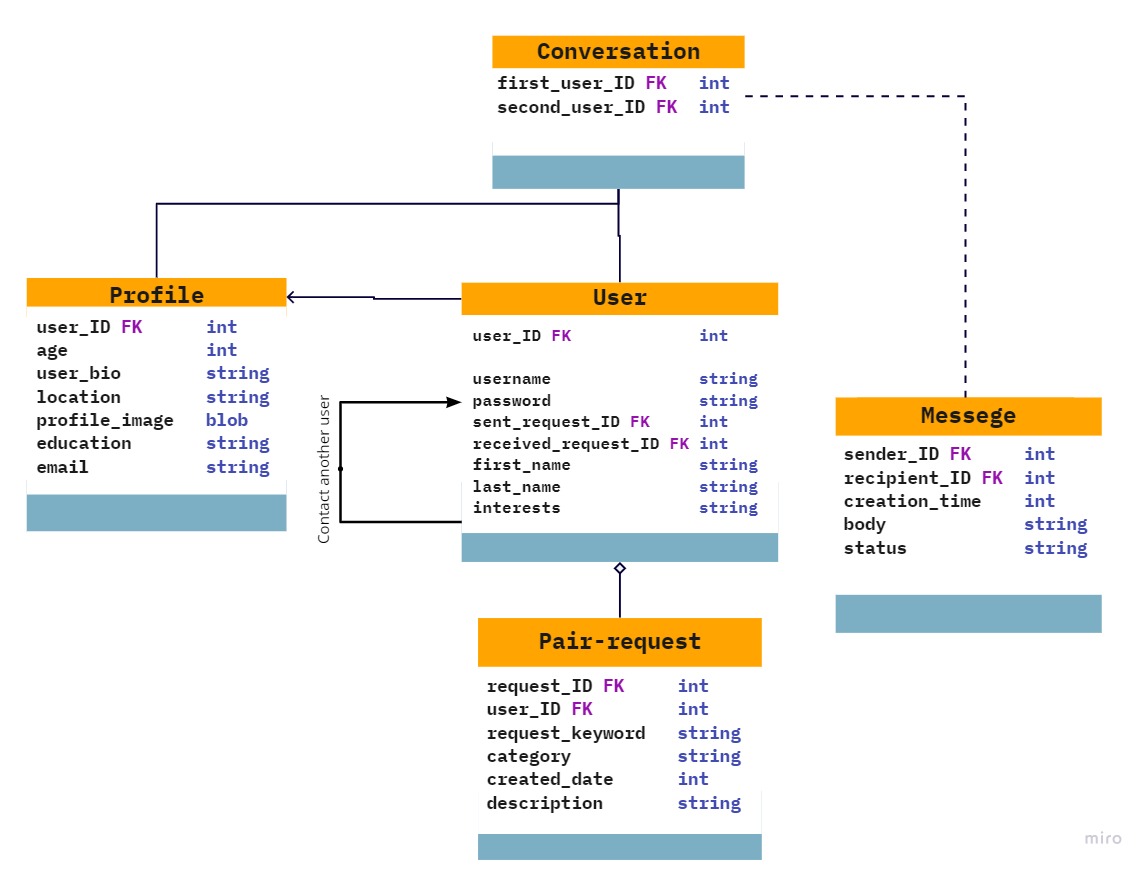 Conversation
first_user_ID FK int
second_user_ID FK int
Profile
user_ID FK int
age int
user_bio string
location string
profile_image blob
education string
email string
User
user_ID FK int
username string
password string
sent_request_ID FK int
received_request_ID FK int
first_name string
last_name string
interests string
Contact another user
Messege
sender_ID FK int
recipient_ID FK int
creation_time int
body string
status string
Pair-request
request_ID FK int
user_ID FK int
request_keyword string
category string
created_date int
description string
miro